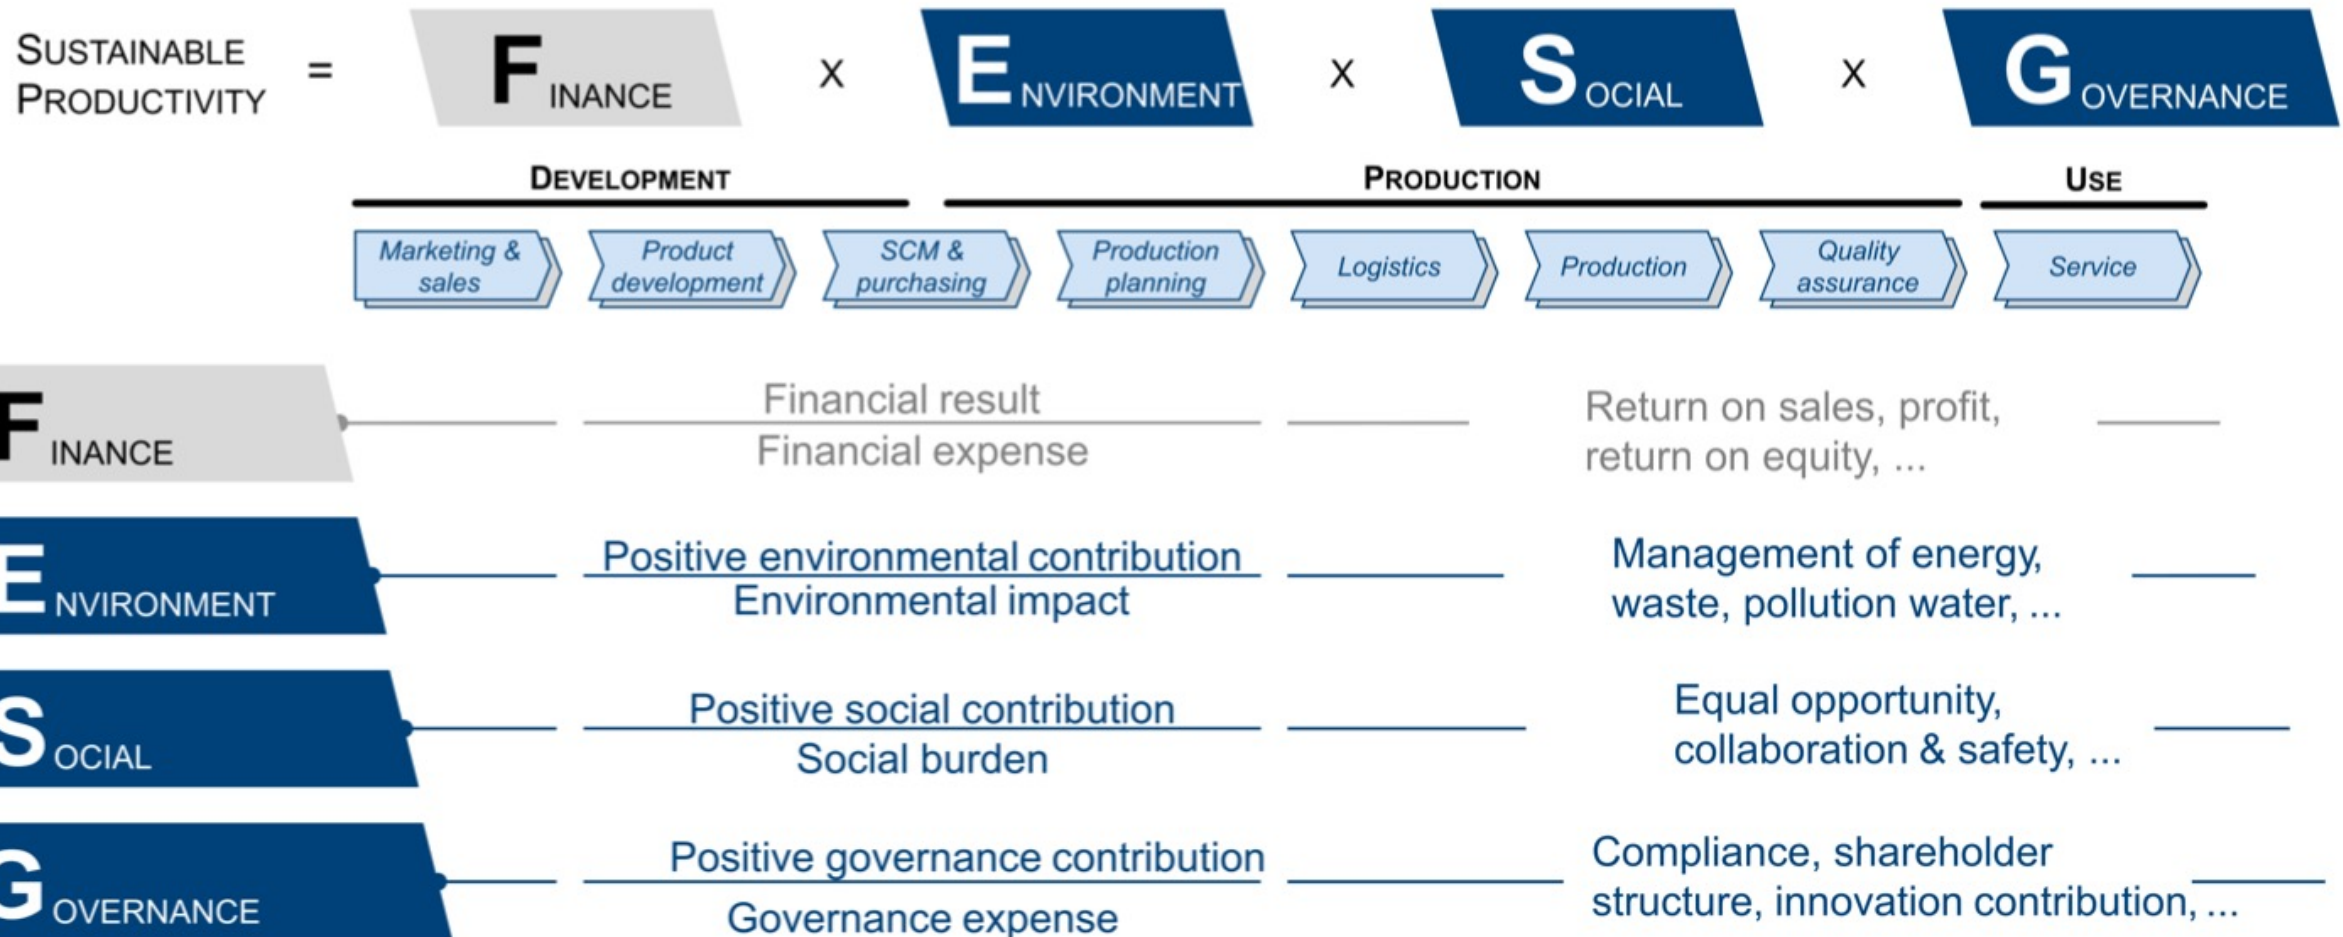 SUSTAINABLE
PRODUCTIVITY
=
FINANCE
X
ENVIRONMENT
X
SOCIAL
X
GOVERNANCE
DEVELOPMENT
PRODUCTION
USE
Marketing &
sales
Product
development
SCM &
purchasing
Production
planning
Logistics
Production
Quality
assurance
Service
FINANCE
Financial result
Financial expense
Return on sales, profit,
return on equity, ...
ENVIRONMENT
Positive environmental contribution
Environmental impact
Management of energy,
waste, pollution water, ...
SOCIAL
Positive social contribution
Social burden
Equal opportunity,
collaboration & safety, ...
GOVERNANCE
Positive governance contribution
Governance expense
Compliance, shareholder
structure, innovation contribution, ...